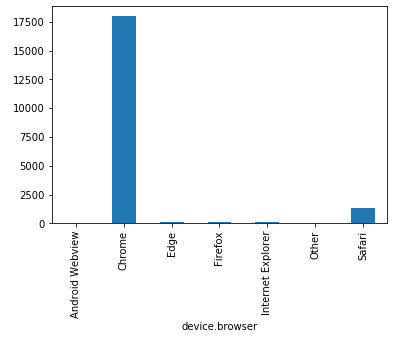 17500
15000
12500
10000
7500
5000
2500
0
Android Webview
Chrome
Edge
Firefox
Internet Explorer
Other
Safari
device.browser